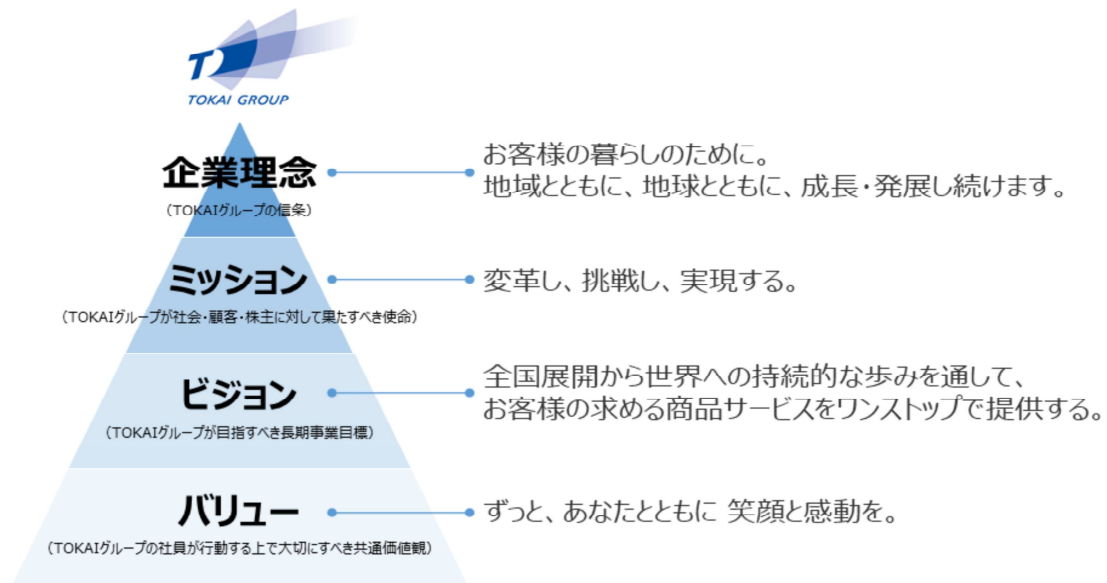 TOKAI GROUP
企業理念
（TOKAIグループの信条）
お客様の暮らしのために。
地域とともに、地球とともに、成長・発展し続けます。
ミッション
（TOKAIグループが社会・顧客・株主に対して果たすべき使命）
変革し、挑戦し、実現する。
ビジョン
（TOKAIグループが目指すべき長期事業目標）
全国展開から世界への持続的な歩みを通して、
お客様の求める商品サービスをワンストップで提供する。
バリュー
（TOKAIグループの社員が行動する上で大切にすべき共通価値観）
ずっと、あなたとともに 笑顔と感動を。